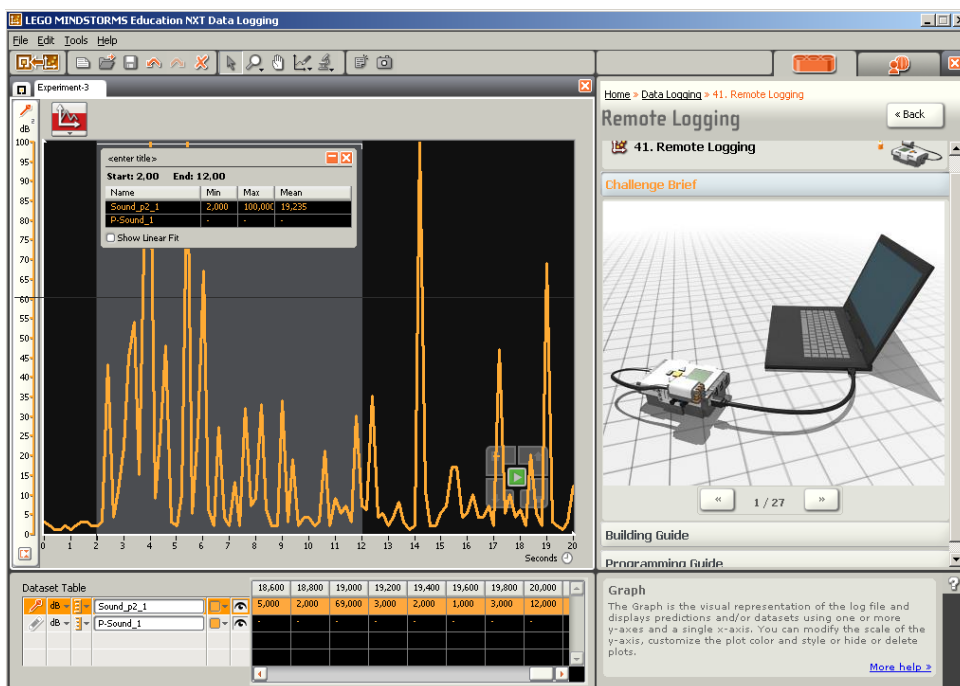 LEGO MINDSTORMS Education NXT Data Logging
File Edit Tools Help
Experiment-3
2
dB
100
95
90
85
80
75
70
65
60
55
50
45
40
35
30
25
20
15
10
5
0
<enter title>
Start: 2,00 End: 12,00
Name Min Max Mean
Sound_p2_1 2,000 100,000 19,235
P-Sound_1 - - -
Show Linear Fit
0 1 2 3 4 5 6 7 8 9 10 11 12 13 14 15 16 17 18 19 20
Seconds
Dataset Table
18,600 18,800 19,000 19,200 19,400 19,600 19,800 20,000
dB Sound_p2_1 5,000 2,000 69,000 3,000 2,000 1,000 3,000 12,000
dB P-Sound_1 - - - - - - - -
Home » Data Logging » 41. Remote Logging
Remote Logging
« Back
41. Remote Logging
Challenge Brief
« 1 / 27 »
Building Guide
Programming Guide
?
Graph
The Graph is the visual representation of the log file and
displays predictions and/or datasets using one or more
y-axes and a single x-axis. You can modify the scale of the
y-axis, customize the plot color and style or hide or delete
plots.
More help »